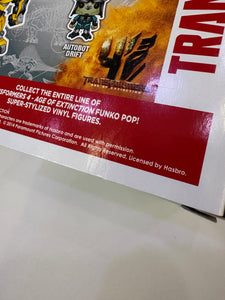 TRAN
AUTOBOT
DRIFT
TRANSFORMERS
COLLECT THE ENTIRE LINE OF
NSFORMERS 4 - AGE OF EXTINCTION FUNKO POP!
SUPER-STYLIZED VINYL FIGURES.
characters are trademarks of Hasbro and are used with permission.
© 2014 Paramount Pictures Corporation. All Rights Reserved. Licensed by Hasbro.